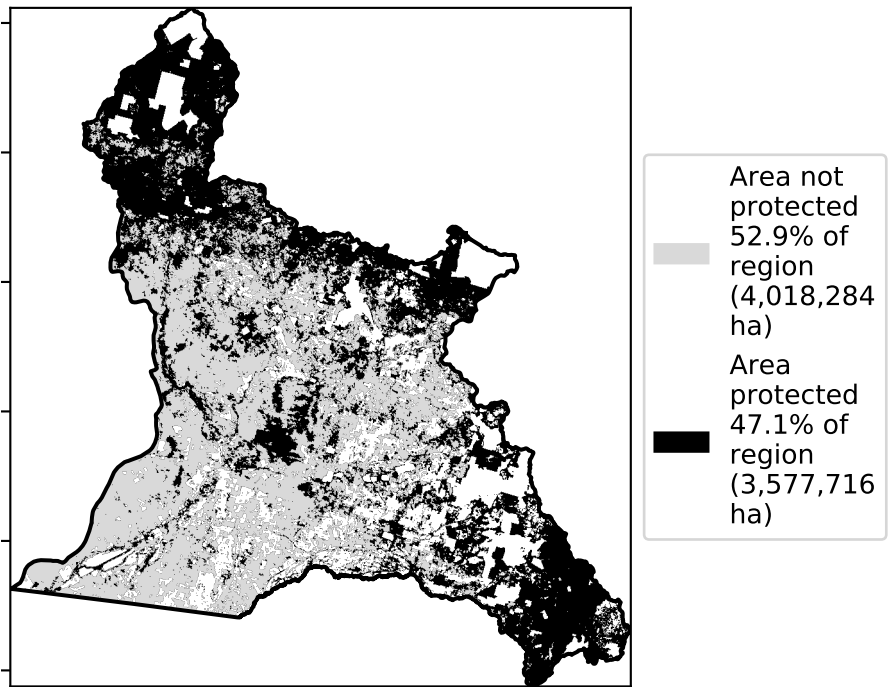 Area not
protected
52.9% of
region
(4,018,284
ha)
Area
protected
47.1% of
region
(3,577,716
ha)